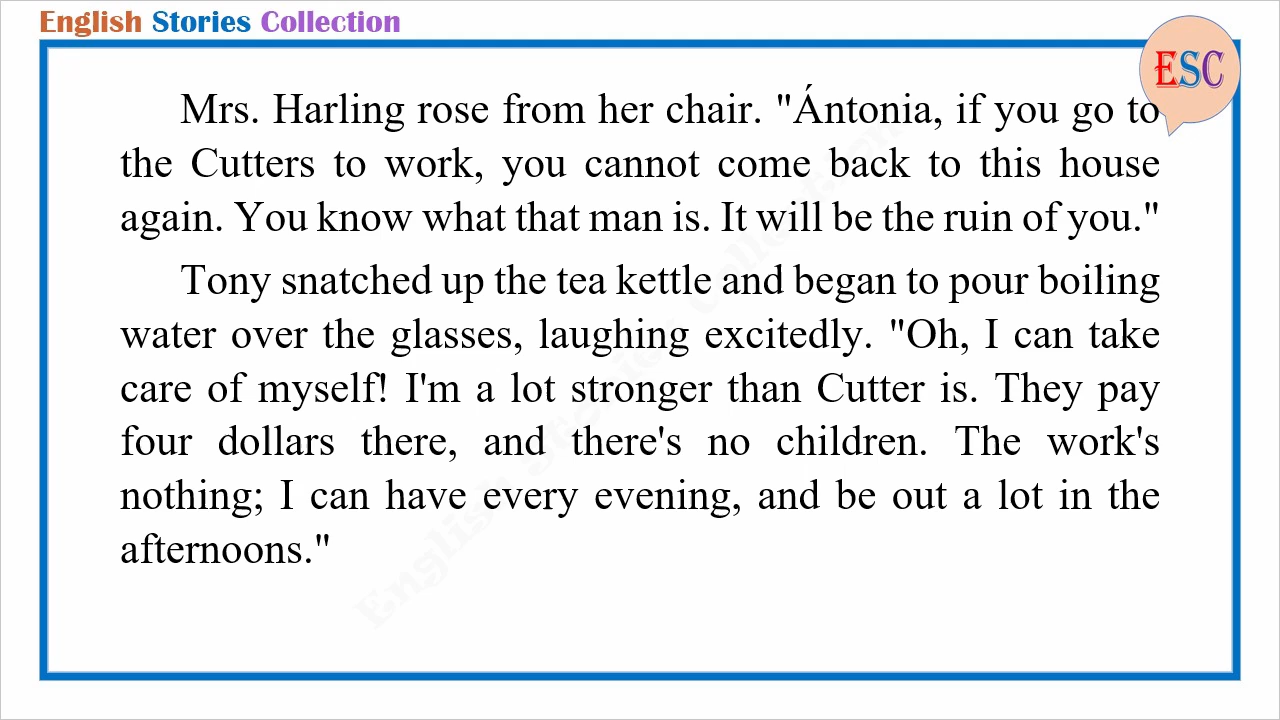 English Stories Collection
ESC
Mrs. Harling rose from her chair. "Ántonia, if you go to
the Cutters to work, you cannot come back to this house
again. You know what that man is. It will be the ruin of you."
Tony snatched up the tea kettle and began to pour boiling
water over the glasses, laughing excitedly. "Oh, I can take
care of myself! I'm a lot stronger than Cutter is. They pay
four dollars there, and there's no children. The work's
nothing; I can have every evening, and be out a lot in the
afternoons."
English Stories Collection